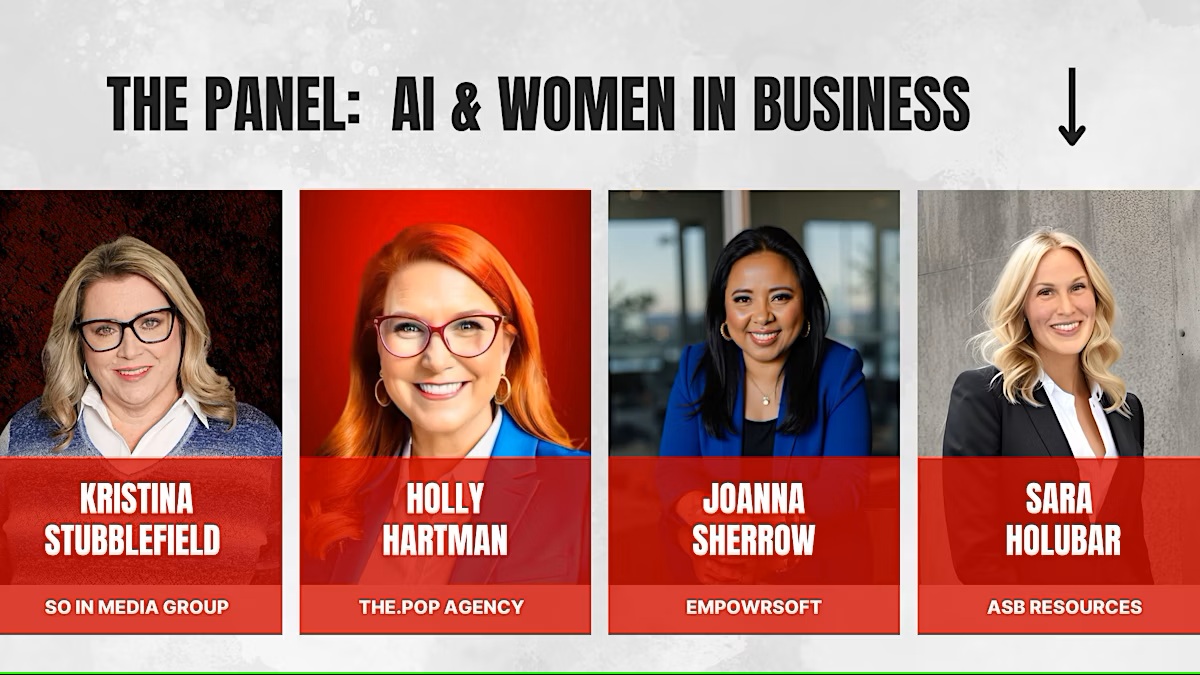 THE PANEL: AI & WOMEN IN BUSINESS
KRISTINA
STUBBLEFIELD
SO IN MEDIA GROUP
HOLLY
HARTMAN
THE.POP AGENCY
JOANNA
SHERROW
EMPOWRSOFT
SARA
HOLUBAR
ASB RESOURCES